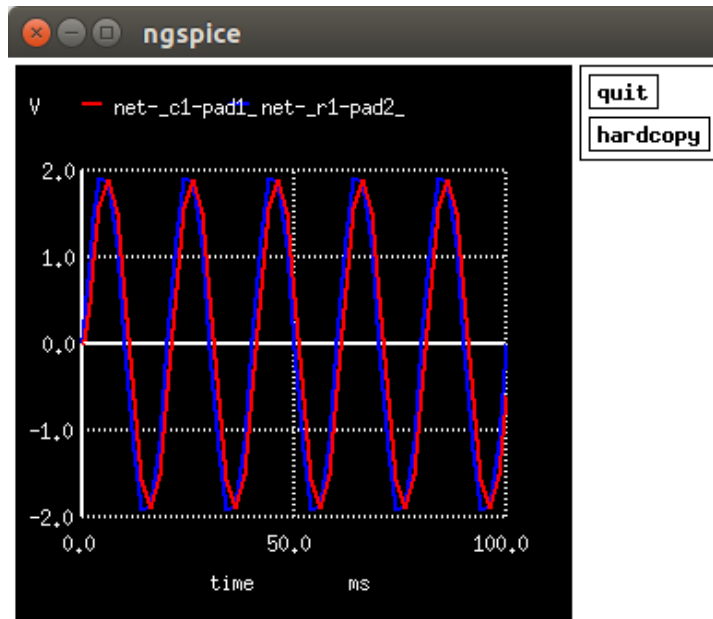 ngspice
quit
hardcopy
V net-_c1-pad1_ net-_r1-pad2_
2.0
1.0
0.0
-1.0
-2.0
0.0 50.0 100.0
time ms